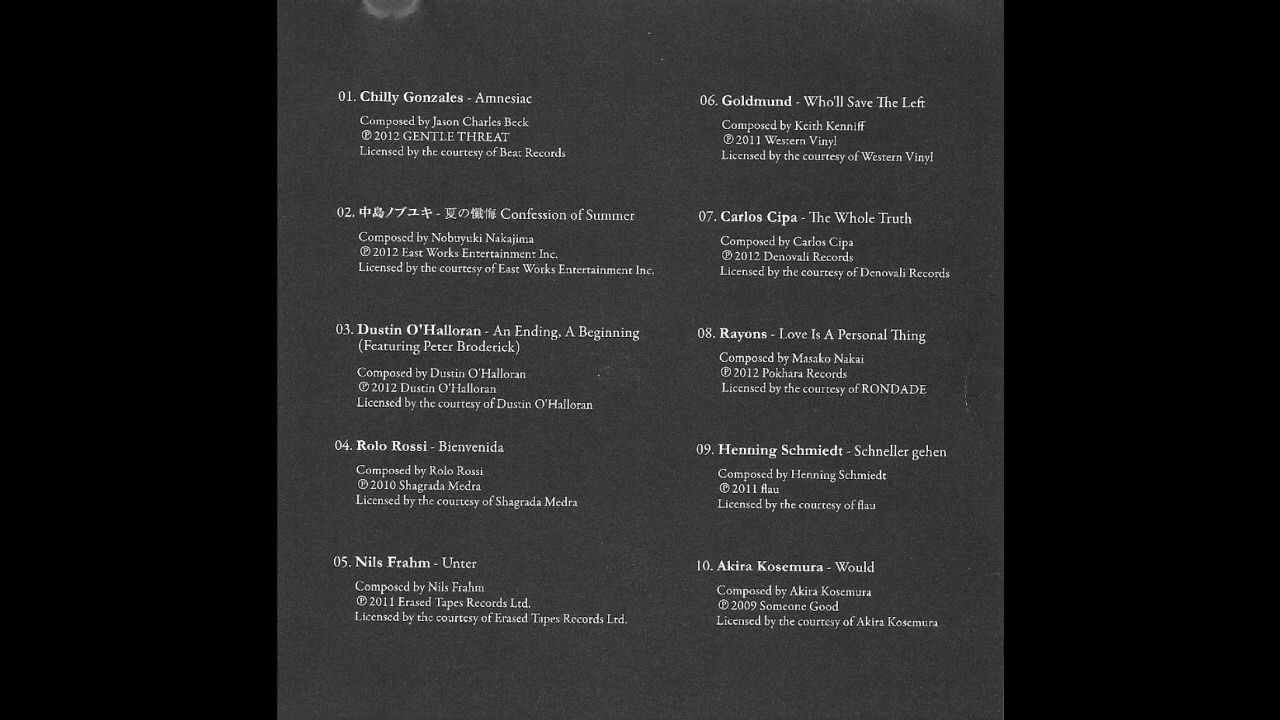 01. Chilly Gonzales - Amnesiac
Composed by Jason Charles Beck
℗ 2012 GENTLE THREAT
Licensed by the courtesy of Beat Records
02. 中島ノブユキ - 夏の懺悔 Confession of Summer
Composed by Nobuyuki Nakajima
℗ 2012 East Works Entertainment Inc.
Licensed by the courtesy of East Works Entertainment Inc.
03. Dustin O'Halloran - An Ending, A Beginning
(Featuring Peter Broderick)
Composed by Dustin O'Halloran
℗ 2012 Dustin O'Halloran
Licensed by the courtesy of Dustin O'Halloran
04. Rolo Rossi - Bienvenida
Composed by Rolo Rossi
℗ 2010 Shagrada Medra
Licensed by the courtesy of Shagrada Medra
05. Nils Frahm - Unter
Composed by Nils Frahm
℗ 2011 Erased Tapes Records Ltd.
Licensed by the courtesy of Erased Tapes Records Ltd.
06. Goldmund - Who'll Save The Left
Composed by Keith Kenniff
℗ 2011 Western Vinyl
Licensed by the courtesy of Western Vinyl
07. Carlos Cipa - The Whole Truth
Composed by Carlos Cipa
℗ 2012 Denovali Records
Licensed by the courtesy of Denovali Records
08. Rayons - Love Is A Personal Thing
Composed by Masako Nakai
℗ 2012 Pokhara Records
Licensed by the courtesy of RONDADE
09. Henning Schmiedt - Schneller gehen
Composed by Henning Schmiedt
℗ 2011 flau
Licensed by the courtesy of flau
10. Akira Kosemura - Would
Composed by Akira Kosemura
℗ 2009 Someone Good
Licensed by the courtesy of Akira Kosemura